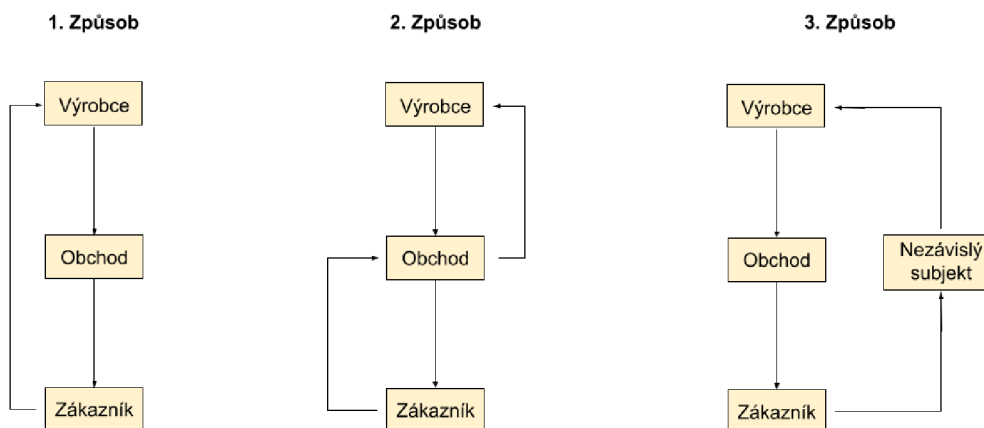 1. Způsob
2. Způsob
3. Způsob
Výrobce
Výrobce
Výrobce
Obchod
Obchod
Obchod
Nezávislý
subjekt
Zákazník
Zákazník
Zákazník